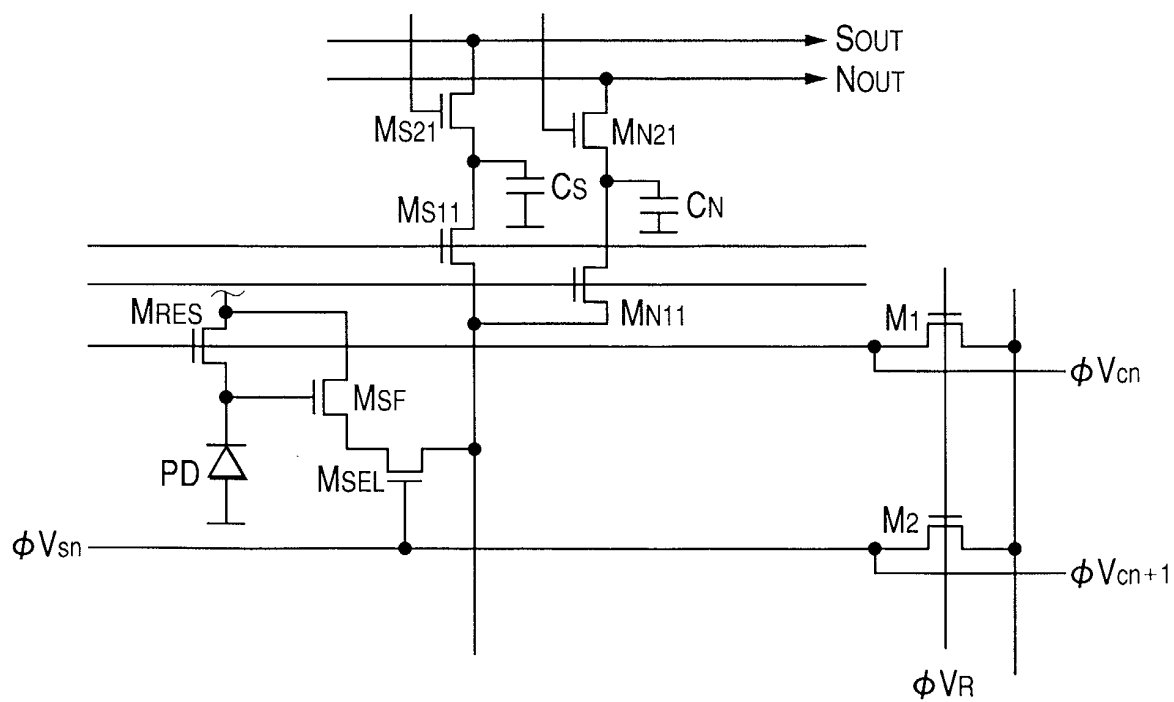 SOUT
NOUT
MS21
MN21
CS
CN
MS11
MRES
MN11
M1
ϕVcn
MSF
PD
MSEL
M2
ϕVsn
ϕVcn+1
ϕVR